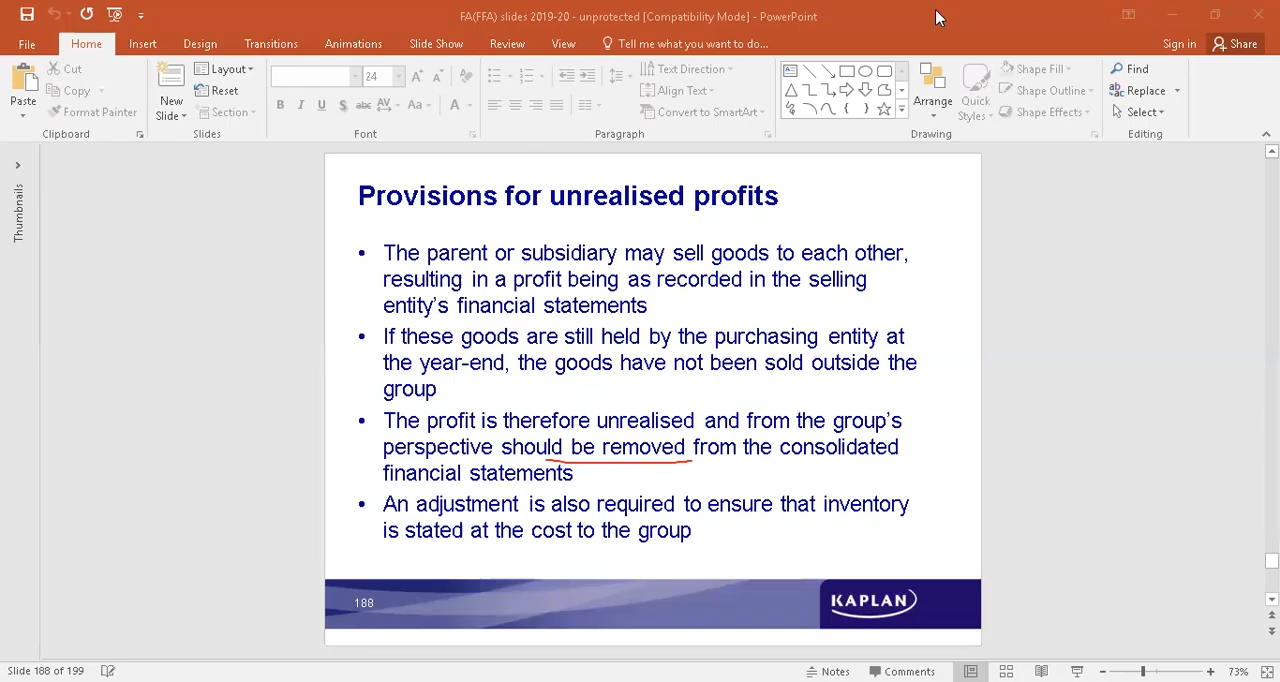 FA(FFA) slides 2019-20 - unprotected [Compatibility Mode] - PowerPoint
File Home Insert Design Transitions Animations Slide Show Review View Tell me what you want to do... Sign in Share
Paste Cut Copy Format Painter Clipboard
New Slide Layout Reset Section Slides
24 B I U S abc AV Aa A Font
Text Direction Align Text Convert to SmartArt Paragraph
Arrange Quick Styles Shape Fill Shape Outline Shape Effects Drawing
Find Replace Select Editing
Thumbnails
Provisions for unrealised profits
• The parent or subsidiary may sell goods to each other,
resulting in a profit being as recorded in the selling
entity's financial statements
• If these goods are still held by the purchasing entity at
the year-end, the goods have not been sold outside the
group
• The profit is therefore unrealised and from the group's
perspective should be removed from the consolidated
financial statements
• An adjustment is also required to ensure that inventory
is stated at the cost to the group
188 KAPLAN
Slide 188 of 199 Notes Comments 73%